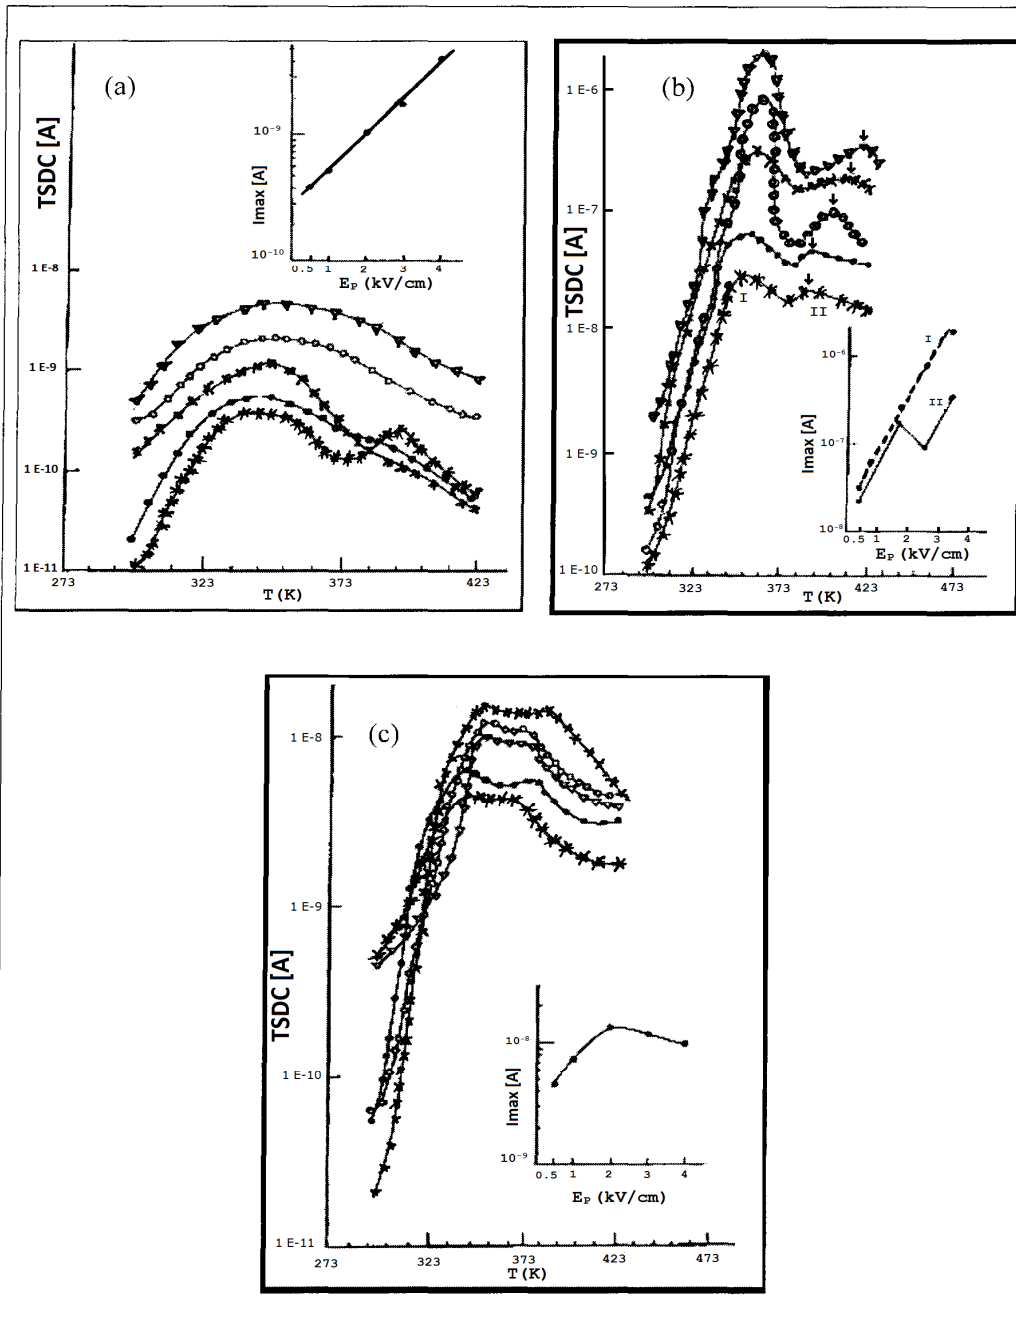 (a)
TSDC [A]
1 E-8
1 E-9
1 E-10
1 E-11
273 323 373 423
T(K)
Imax [A]
10-9
10-10
0.5 1 2 3 4
EP (kV/cm)
(b)
TSDC [A]
1 E-6
1 E-7
1 E-8
1 E-9
1 E-10
I
II
273 323 373 423 473
T(K)
Imax [A]
10-6
10-7
10-8
I
II
0.5 1 2 3 4
EP (kV/cm)
(c)
TSDC [A]
1 E-8
1 E-9
1 E-10
1 E-11
273 323 373 423 473
T(K)
Imax [A]
10-8
10-9
0.5 1 2 3 4
EP (kV/cm)